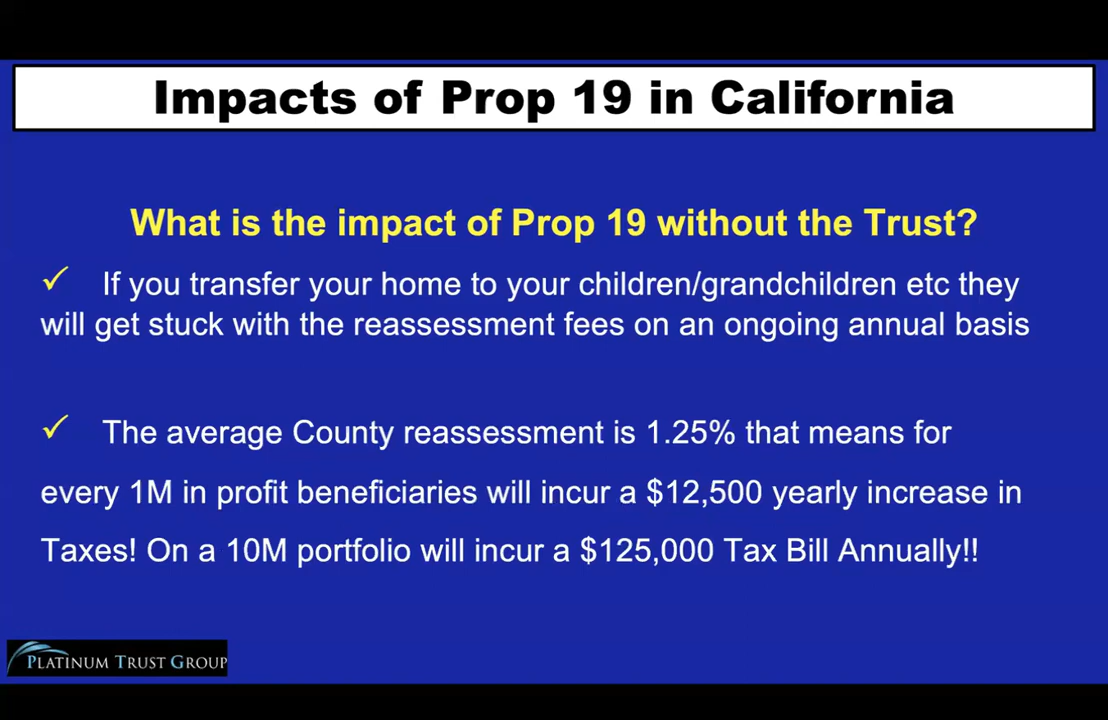 Impacts of Prop 19 in California
What is the impact of Prop 19 without the Trust?
✓ If you transfer your home to your children/grandchildren etc they
will get stuck with the reassessment fees on an ongoing annual basis
✓ The average County reassessment is 1.25% that means for
every 1M in profit beneficiaries will incur a $12,500 yearly increase in
Taxes! On a 10M portfolio will incur a $125,000 Tax Bill Annually!!
PLATINUM TRUST GROUP